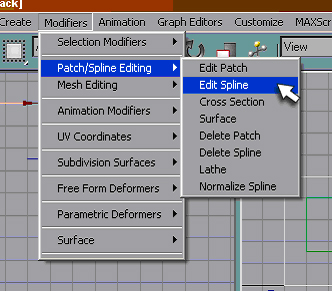 ack]
Create Modifiers Animation Graph Editors Customize MAXScr
Selection Modifiers
View
Patch/Spline Editing
Mesh Editing
Animation Modifiers
UV Coordinates
Subdivision Surfaces
Free Form Deformers
Parametric Deformers
Surface
Edit Patch
Edit Spline
Cross Section
Surface
Delete Patch
Delete Spline
Lathe
Normalize Spline